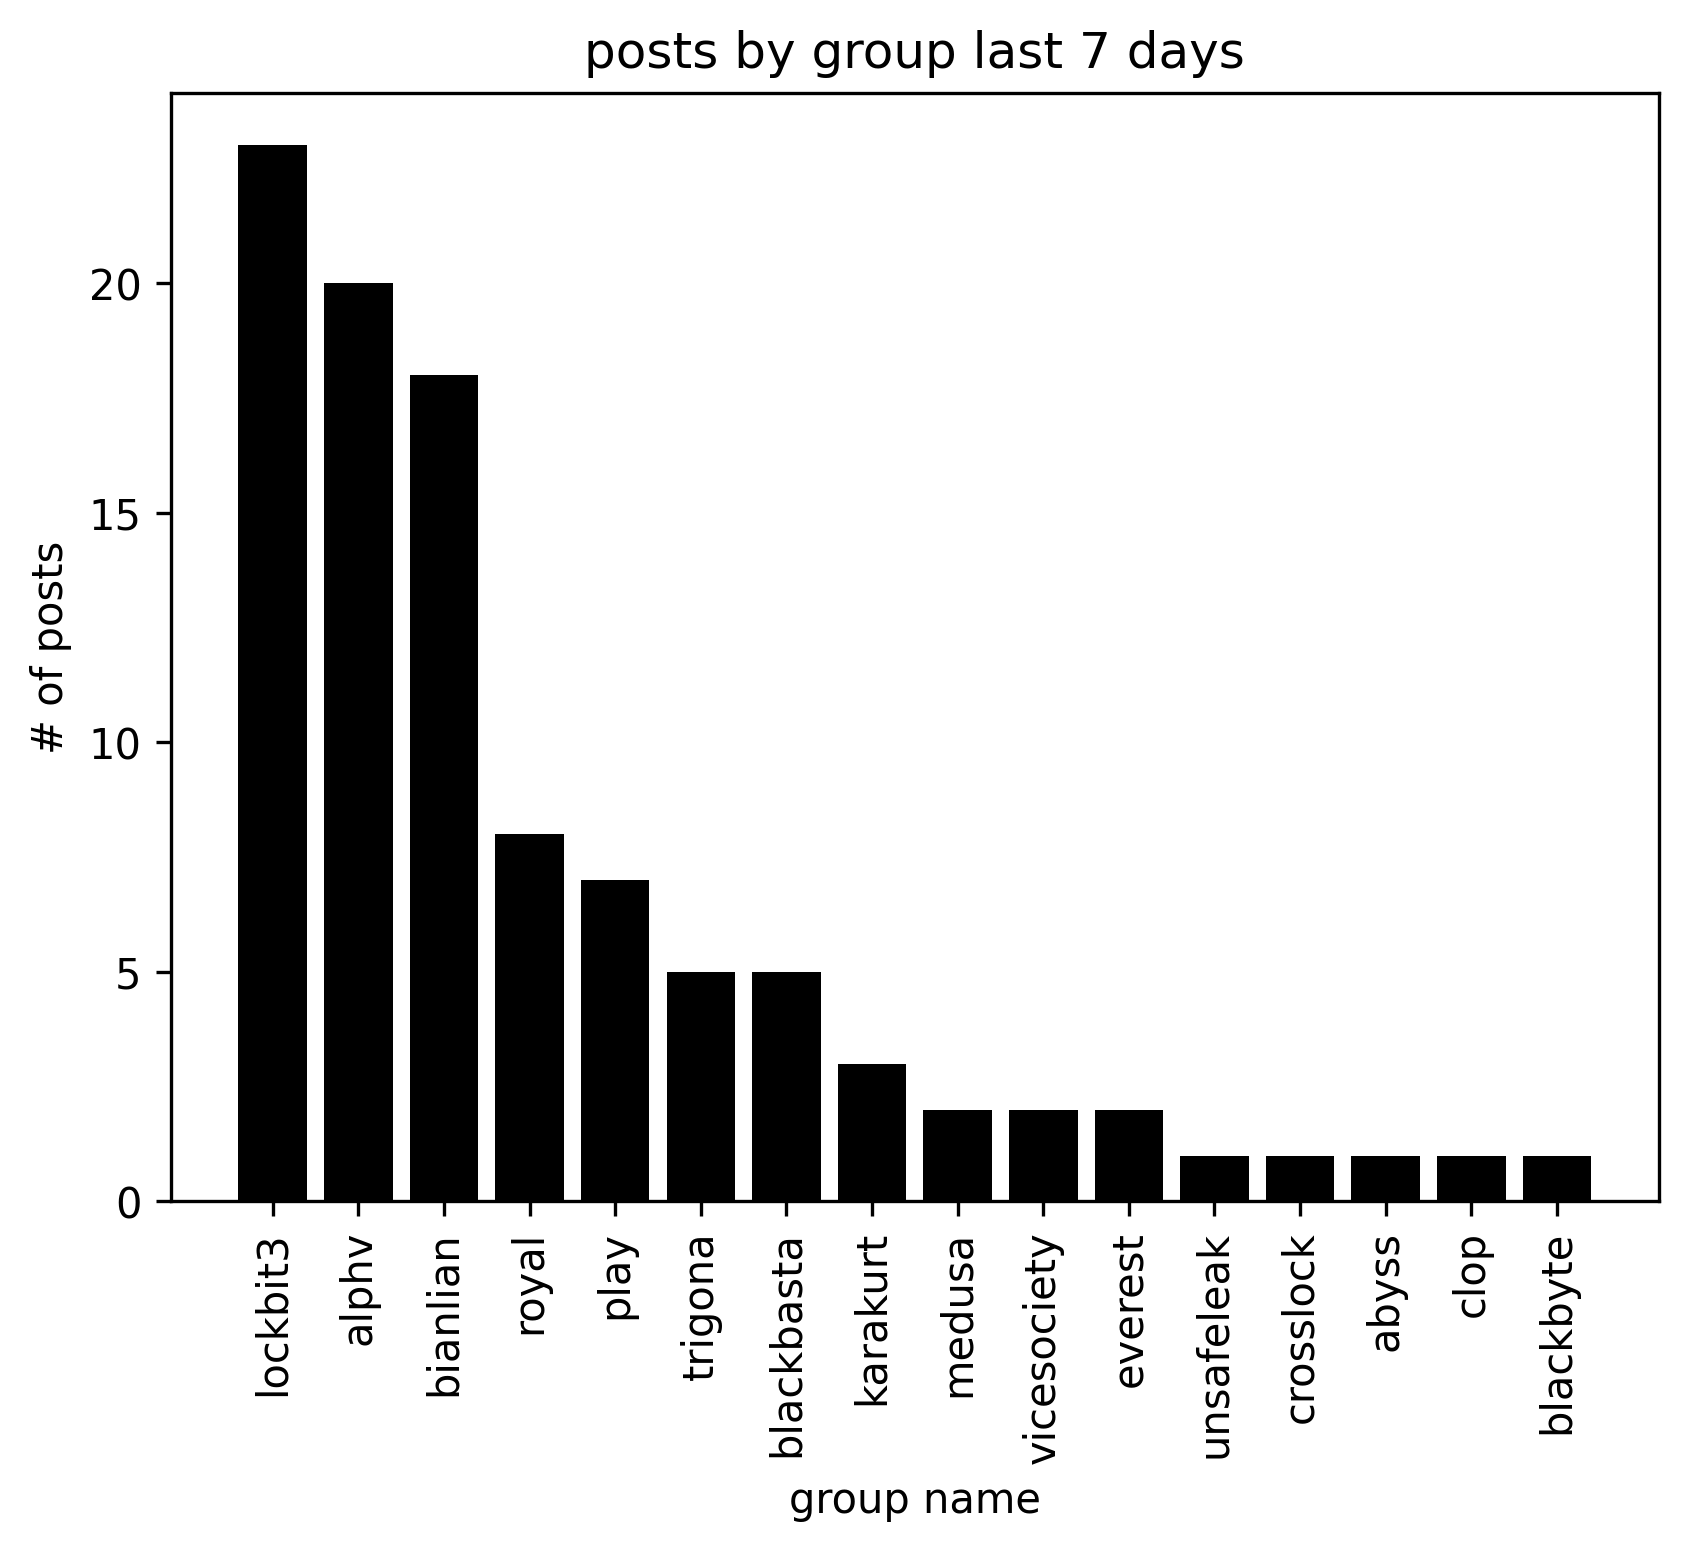 posts by group last 7 days
# of posts
20
15
10
5
0
lockbit3
alphv
bianlian
royal
play
trigona
blackbasta
karakurt
medusa
vicesociety
everest
unsafeleak
crosslock
abyss
clop
blackbyte
group name